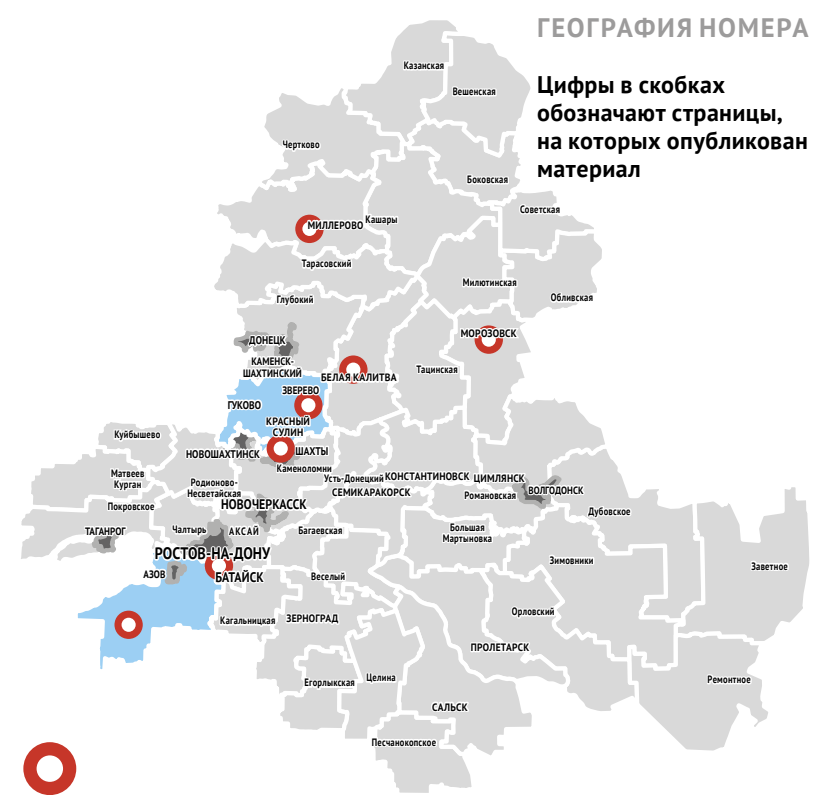 ГЕОГРАФИЯ НОМЕРА
Цифры в скобках
обозначают страницы,
на которых опубликован
материал
Казанская
Вешенская
Чертково
Боковская
Советская
МИЛЛЕРОВО
Кашары
Тарасовский
Милютинская
Обливская
Глубокий
МОРОЗОВСК
ДОНЕЦК
КАМЕНСК-
ШАХТИНСКИЙ
БЕЛАЯ КАЛИТВА
Тацинская
ЗВЕРЕВО
ГУКОВО
КРАСНЫЙ
СУЛИН
Куйбышево
НОВОШАХТИНСК
ШАХТЫ
Каменоломни
Матвеев
Курган
Родионово-
Несветайская
Усть-Донецкий
КОНСТАНТИНОВСК
ЦИМЛЯНСК
СЕМИКАРАКОРСК
Романовская
ВОЛГОДОНСК
Покровское
НОВОЧЕРКАССК
Дубовское
ТАГАНРОГ
Чалтырь
АКСАЙ
Багаевская
Большая
Мартыновка
РОСТОВ-НА-ДОНУ
Зимовники
Заветное
АЗОВ
БАТАЙСК
Веселый
Кагальницкая
ЗЕРНОГРАД
Орловский
ПРОЛЕТАРСК
Егорлыкская
Целина
Ремонтное
САЛЬСК
Песчанокопское